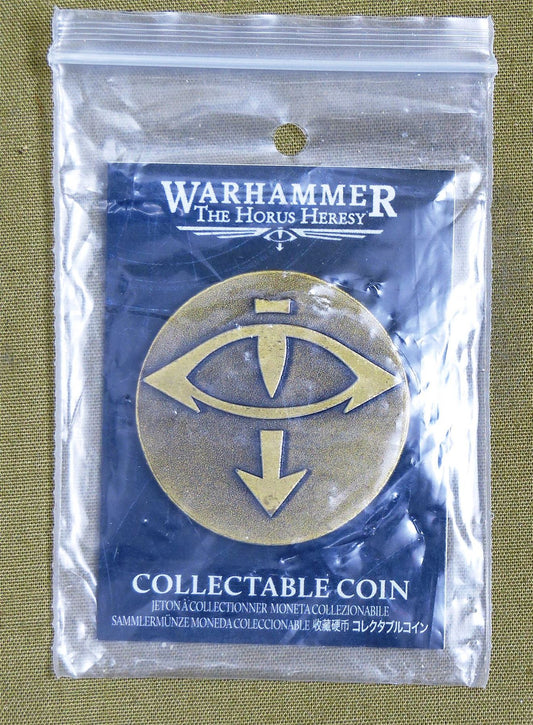 WARHAMMER
THE HORUS HERESY
COLLECTABLE COIN
JETON À COLLECTIONNER MONETA COLLEZIONABILE
SAMMLERMÜNZE MONEDA COLECCIONABLE 收藏硬币 コレクタブルコイン